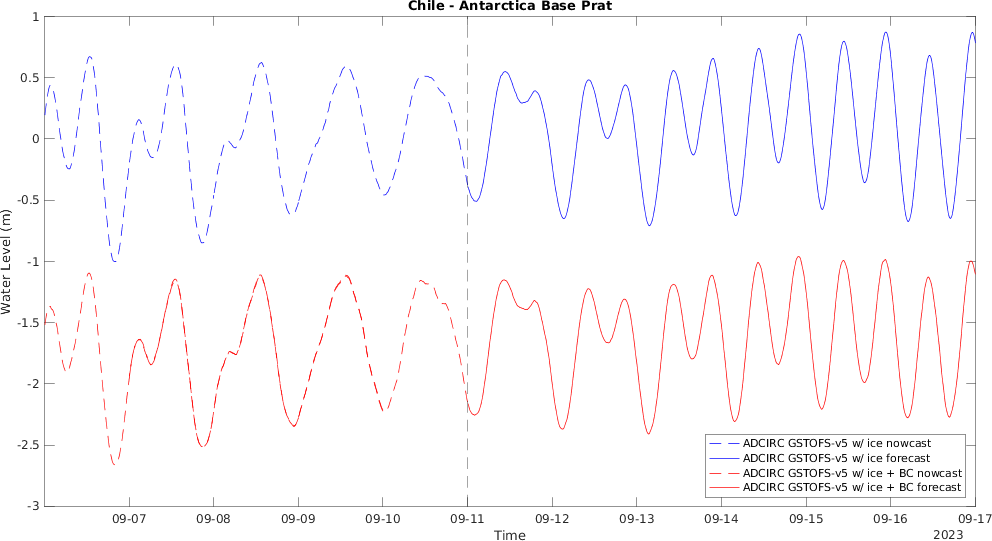 Chile - Antarctica Base Prat
1
0.5
0
-0.5
-1
-1.5
-2
-2.5
-3
Water Level (m)
ADCIRC GSTOFS-v5 w/ ice nowcast
ADCIRC GSTOFS-v5 w/ ice forecast
ADCIRC GSTOFS-v5 w/ ice + BC nowcast
ADCIRC GSTOFS-v5 w/ ice + BC forecast
09-07 09-08 09-09 09-10 09-11 09-12 09-13 09-14 09-15 09-16 09-17
Time
2023